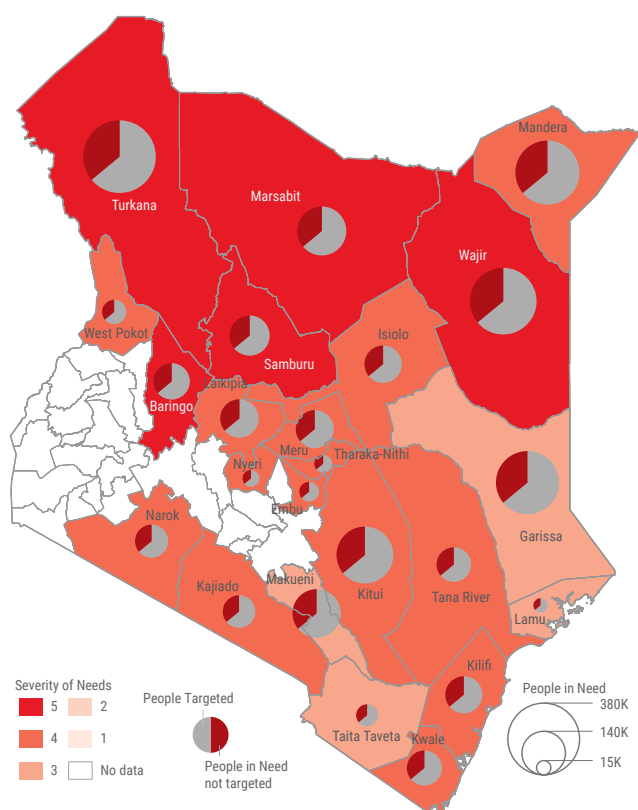 Mandera
Turkana
Marsabit
Wajir
West Pokot
Isiolo
Samburu
Baringo
Laikipia
Meru
Tharaka-Nithi
Nyeri
Embu
Narok
Garissa
Kajiado
Makueni
Kitui
Tana River
Lamu
Kilifi
Taita Taveta
Kwale
Severity of Needs
5
2
4
1
3
No data
People Targeted
People in Need
not targeted
People in Need
380K
140K
15K